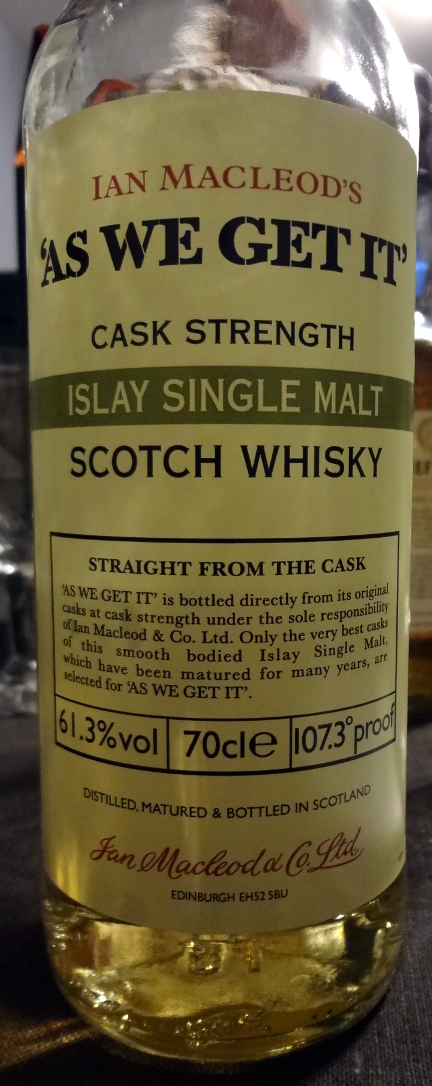 IAN MACLEOD'S
'AS WE GET IT'
CASK STRENGTH
ISLAY SINGLE MALT
SCOTCH WHISKY
STRAIGHT FROM THE CASK
'AS WE GET IT' is bottled directly from its original
casks at cask strength under the sole responsibility
of Ian Macleod & Co. Ltd. Only the very best casks
of this smooth bodied Islay Single Malt,
which have been matured for many years, are
selected for 'AS WE GET IT'.
61.3%vol 70cl e 107.3°proof
DISTILLED, MATURED & BOTTLED IN SCOTLAND
Ian Macleod & Co. Ltd.
EDINBURGH EH52 5BU